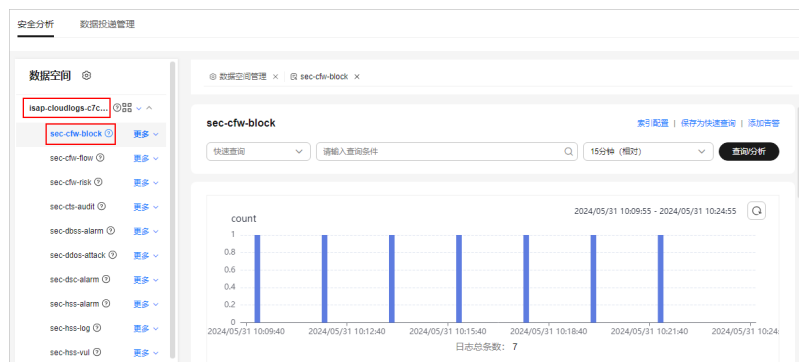 安全分析 数据投递管理
数据空间
数据空间管理 × sec-cfw-block ×
isap-cloudlogs-c7c...
sec-cfw-block 更多
sec-cfw-flow 更多
sec-cfw-risk 更多
sec-cts-audit 更多
sec-dbss-alarm 更多
sec-ddos-attack 更多
sec-dsc-alarm 更多
sec-hss-alarm 更多
sec-hss-log 更多
sec-hss-vul 更多
sec-cfw-block 索引配置 | 保存为快速查询 | 添加告警
快速查询 请输入查询条件 15分钟（相对） 查询/分析
count 2024/05/31 10:09:55 - 2024/05/31 10:24:55
1
0.8
0.6
0.4
0.2
0
2024/05/31 10:09:40 2024/05/31 10:12:40 2024/05/31 10:15:40 2024/05/31 10:18:40 2024/05/31 10:21:40 2024/05/31 10:24:
日志总条数： 7